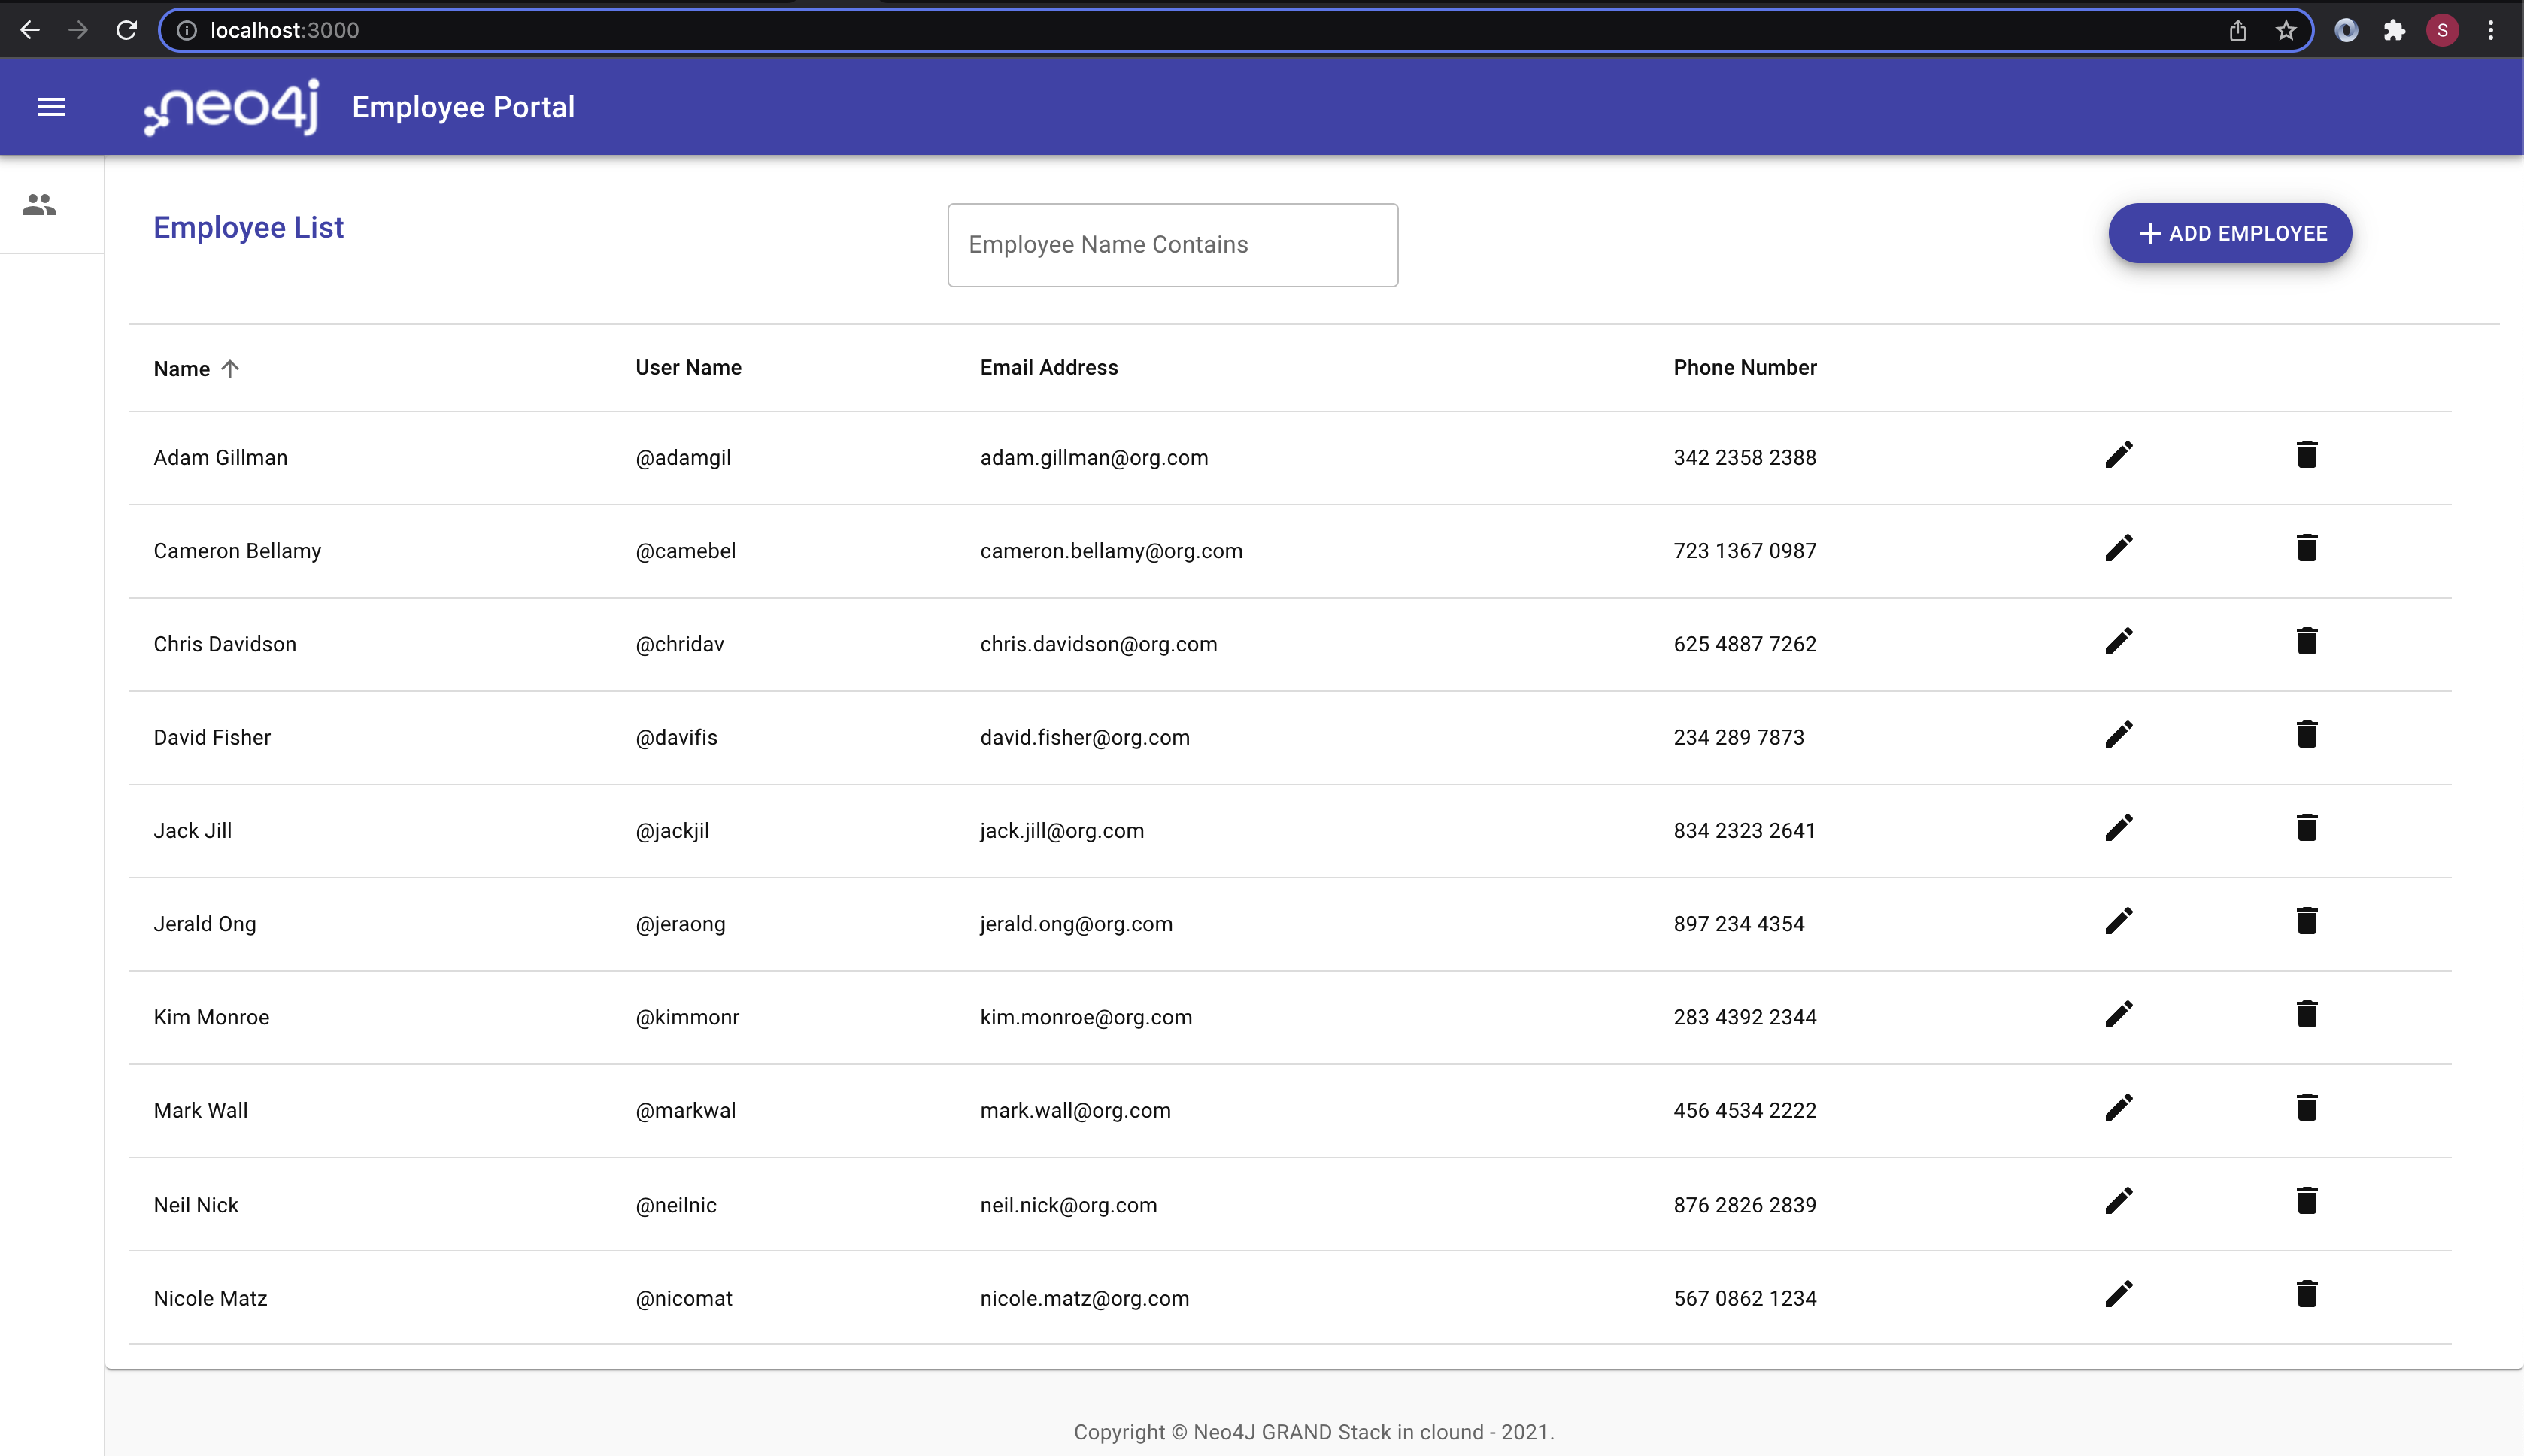 localhost:3000
S
neo4j Employee Portal
Employee List
Employee Name Contains
ADD EMPLOYEE
Name User Name Email Address Phone Number
Adam Gillman @adamgil adam.gillman@org.com 342 2358 2388
Cameron Bellamy @camebel cameron.bellamy@org.com 723 1367 0987
Chris Davidson @chridav chris.davidson@org.com 625 4887 7262
David Fisher @davifis david.fisher@org.com 234 289 7873
Jack Jill @jackjil jack.jill@org.com 834 2323 2641
Jerald Ong @jeraong jerald.ong@org.com 897 234 4354
Kim Monroe @kimmonr kim.monroe@org.com 283 4392 2344
Mark Wall @markwal mark.wall@org.com 456 4534 2222
Neil Nick @neilnic neil.nick@org.com 876 2826 2839
Nicole Matz @nicomat nicole.matz@org.com 567 0862 1234
Copyright © Neo4J GRAND Stack in clound - 2021.